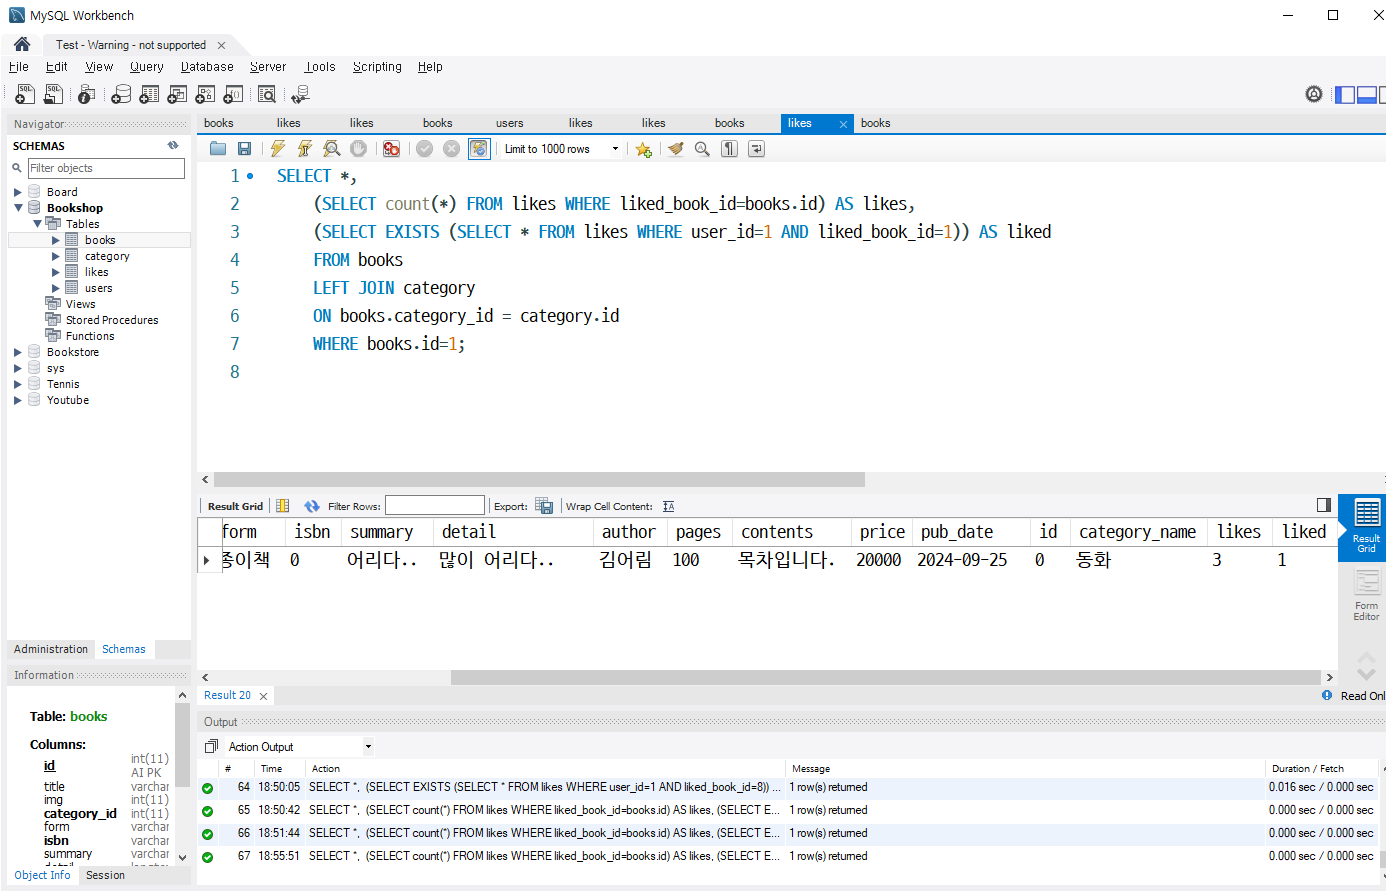 MySQL Workbench
Test - Warning - not supported
File Edit View Query Database Server Tools Scripting Help
Navigator
SCHEMAS
Filter objects
Board
Bookshop
Tables
books
category
likes
users
Views
Stored Procedures
Functions
Bookstore
sys
Tennis
Youtube
Administration Schemas
Information
Table: books
Columns:
id int(11) AI PK
title varchar
img int(11)
category_id int(11)
form varchar
isbn varchar
summary varchar
Object Info Session
books likes likes books users likes likes books likes books
Limit to 1000 rows
1 SELECT *,
2 (SELECT count(*) FROM likes WHERE liked_book_id=books.id) AS likes,
3 (SELECT EXISTS (SELECT * FROM likes WHERE user_id=1 AND liked_book_id=1)) AS liked
4 FROM books
5 LEFT JOIN category
6 ON books.category_id = category.id
7 WHERE books.id=1;
8
Result Grid Filter Rows: Export: Wrap Cell Content:
form isbn summary detail author pages contents price pub_date id category_name likes liked
종이책 0 어리다.. 많이 어리다.. 김어림 100 목차입니다. 20000 2024-09-25 0 동화 3 1
Result Grid
Form Editor
Result 20
Read Onl
Output
Action Output
# Time Action Message Duration / Fetch
64 18:50:05 SELECT *, (SELECT EXISTS (SELECT * FROM likes WHERE user_id=1 AND liked_book_id=8)) ... 1 row(s) returned 0.016 sec / 0.000 sec
65 18:50:42 SELECT *, (SELECT count(*) FROM likes WHERE liked_book_id=books.id) AS likes, (SELECT E... 1 row(s) returned 0.000 sec / 0.000 sec
66 18:51:44 SELECT *, (SELECT count(*) FROM likes WHERE liked_book_id=books.id) AS likes, (SELECT E... 1 row(s) returned 0.000 sec / 0.000 sec
67 18:55:51 SELECT *, (SELECT count(*) FROM likes WHERE liked_book_id=books.id) AS likes, (SELECT E... 1 row(s) returned 0.000 sec / 0.000 sec